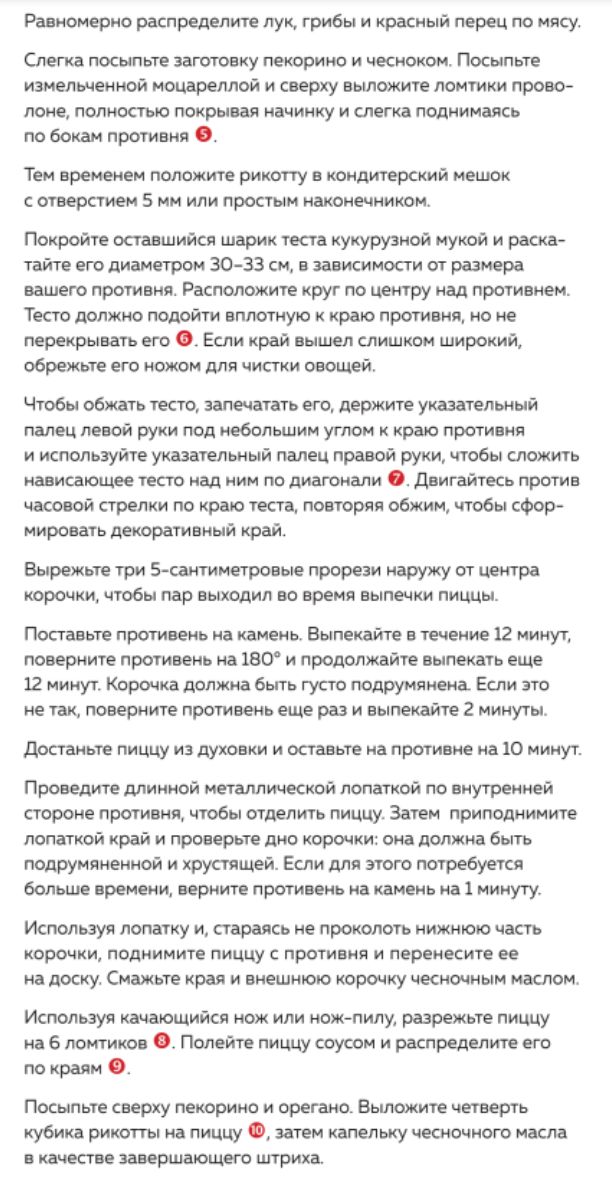 Равномерно распределите лук, грибы и красный перец по мясу.
Слегка посыпьте заготовку пекорино и чесноком. Посыпьте
измельченной моцареллой и сверху выложите ломтики прово-
лоне, полностью покрывая начинку и слегка поднимаясь
по бокам противня 5.
Тем временем положите рикотту в кондитерский мешок
с отверстием 5 мм или простым наконечником.
Покройте оставшийся шарик теста кукурузной мукой и раска-
тайте его диаметром 30–33 см, в зависимости от размера
вашего противня. Расположите круг по центру над противнем.
Тесто должно подойти вплотную к краю противня, но не
перекрывать его 6. Если край вышел слишком широкий,
обрежьте его ножом для чистки овощей.
Чтобы обжать тесто, запечатать его, держите указательный
палец левой руки под небольшим углом к краю противня
и используйте указательный палец правой руки, чтобы сложить
нависающее тесто над ним по диагонали 7. Двигайтесь против
часовой стрелки по краю теста, повторяя обжим, чтобы сфор-
мировать декоративный край.
Вырежьте три 5-сантиметровые прорези наружу от центра
корочки, чтобы пар выходил во время выпечки пиццы.
Поставьте противень на камень. Выпекайте в течение 12 минут,
поверните противень на 180° и продолжайте выпекать еще
12 минут. Корочка должна быть густо подрумянена. Если это
не так, поверните противень еще раз и выпекайте 2 минуты.
Достаньте пиццу из духовки и оставьте на противне на 10 минут.
Проведите длинной металлической лопаткой по внутренней
стороне противня, чтобы отделить пиццу. Затем приподнимите
лопаткой край и проверьте дно корочки: она должна быть
подрумяненной и хрустящей. Если для этого потребуется
больше времени, верните противень на камень на 1 минуту.
Используя лопатку и, стараясь не проколоть нижнюю часть
корочки, поднимите пиццу с противня и перенесите ее
на доску. Смажьте края и внешнюю корочку чесночным маслом.
Используя качающийся нож или нож-пилу, разрежьте пиццу
на 6 ломтиков 8. Полейте пиццу соусом и распределите его
по краям 9.
Посыпьте сверху пекорино и орегано. Выложите четверть
кубика рикотты на пиццу 10, затем капельку чесночного масла
в качестве завершающего штриха.